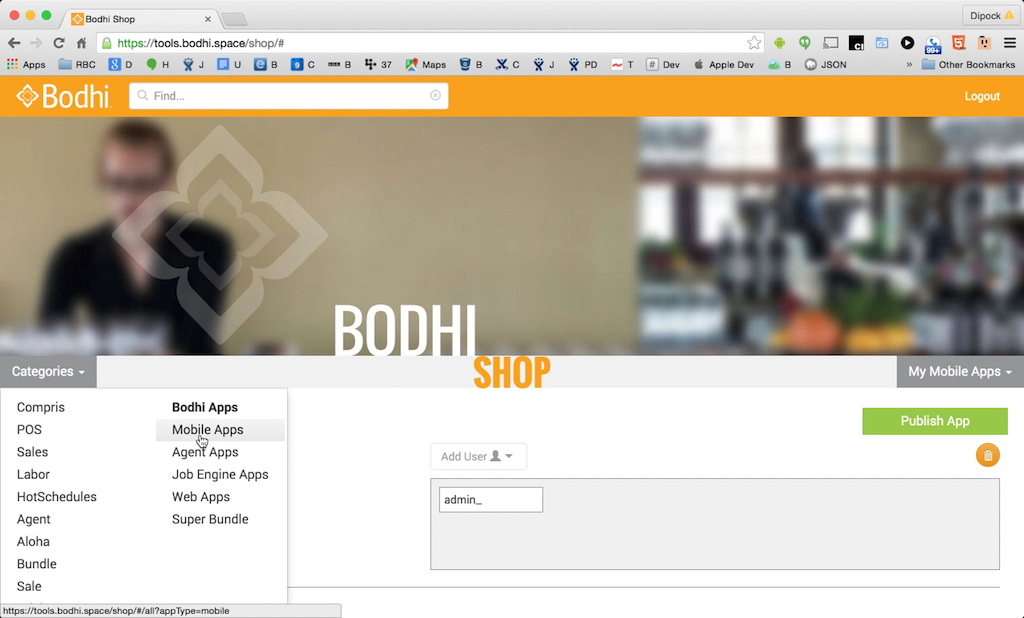 Bodhi Shop
Dipock
https://tools.bodhi.space/shop/#
99+
Apps RBC D H J U B C B 37 Maps B C J PD T Dev Apple Dev B JSON » Other Bookmarks
Bodhi Find... Logout
BODHI
SHOP
Categories My Mobile Apps
Compris Bodhi Apps
Publish App
POS Mobile Apps
Sales Agent Apps
Add User
Labor Job Engine Apps
HotSchedules Web Apps
admin_
Agent Super Bundle
Aloha
Bundle
Sale
https://tools.bodhi.space/shop/#/all?appType=mobile